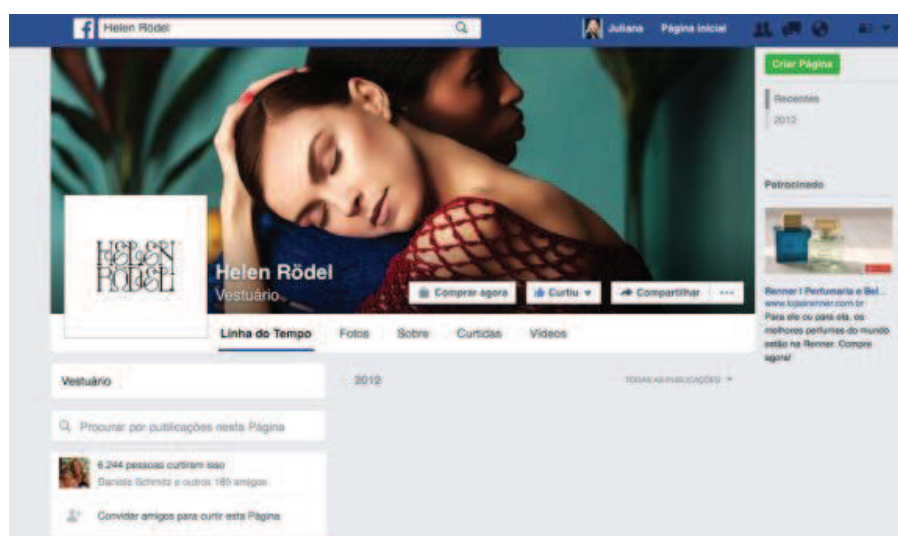 Helen Rödel
Juliana
Página inicial
Criar Página
Recentes
2012
Patrocinado
HELEN
RÖDEL
Helen Rödel
Vestuário
Comprar agora
Curtiu
Compartilhar
Renner | Perfumaria e Bel...
www.lojasrenner.com.br
Para ele ou para ela, os
melhores perfumes do mundo
estão na Renner. Compre
agora!
Linha do Tempo
Fotos
Sobre
Curtidas
Vídeos
Vestuário
2012
TODAS AS PUBLICAÇÕES
Procurar por publicações nesta Página
6.244 pessoas curtiram isso
Daniela Schmitz e outros 165 amigos
Convidar amigos para curtir esta Página